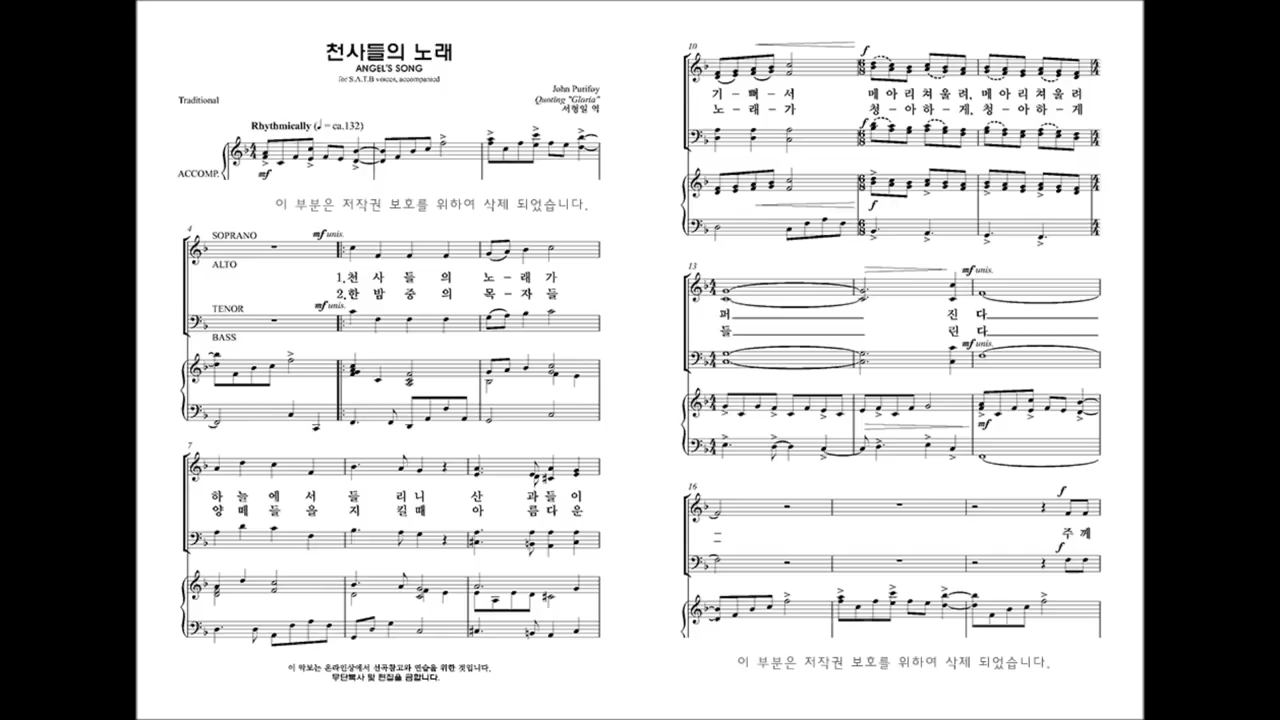 천사들의 노래
ANGEL'S SONG
for S.A.T.B voices, accompanied
John Purifoy
Traditional
Quoting "Gloria"
서형일 역
Rhythmically (♩ = ca.132)
ACCOMP.
mf
이 부분은 저작권 보호를 위하여 삭제 되었습니다.
4
SOPRANO
mf unis.
ALTO
1.천 사 들 의 노 - 래 가
2.한 밤 중 의 목 - 자 들
TENOR
mf unis.
BASS
7
하 늘 에 서 들 리 니 산 과 들 이
양 떼 들 을 지 킬 때 아 름 다 운
이 악보는 온라인상에서 선곡참고와 연습을 위한 것입니다.
무단복사 및 편집을 금합니다.
10
f
기 - 뻐 - 서 메 아 리 쳐 울 려, 메 아 리 쳐 울 려
노 - 래 - 가 청 - 아 하 - 게, 청 - 아 하 - 게
f
13
mf unis.
퍼 진 다
들 린 다
mf unis.
mf
16
f
주 께
f
이 부분은 저작권 보호를 위하여 삭제 되었습니다.